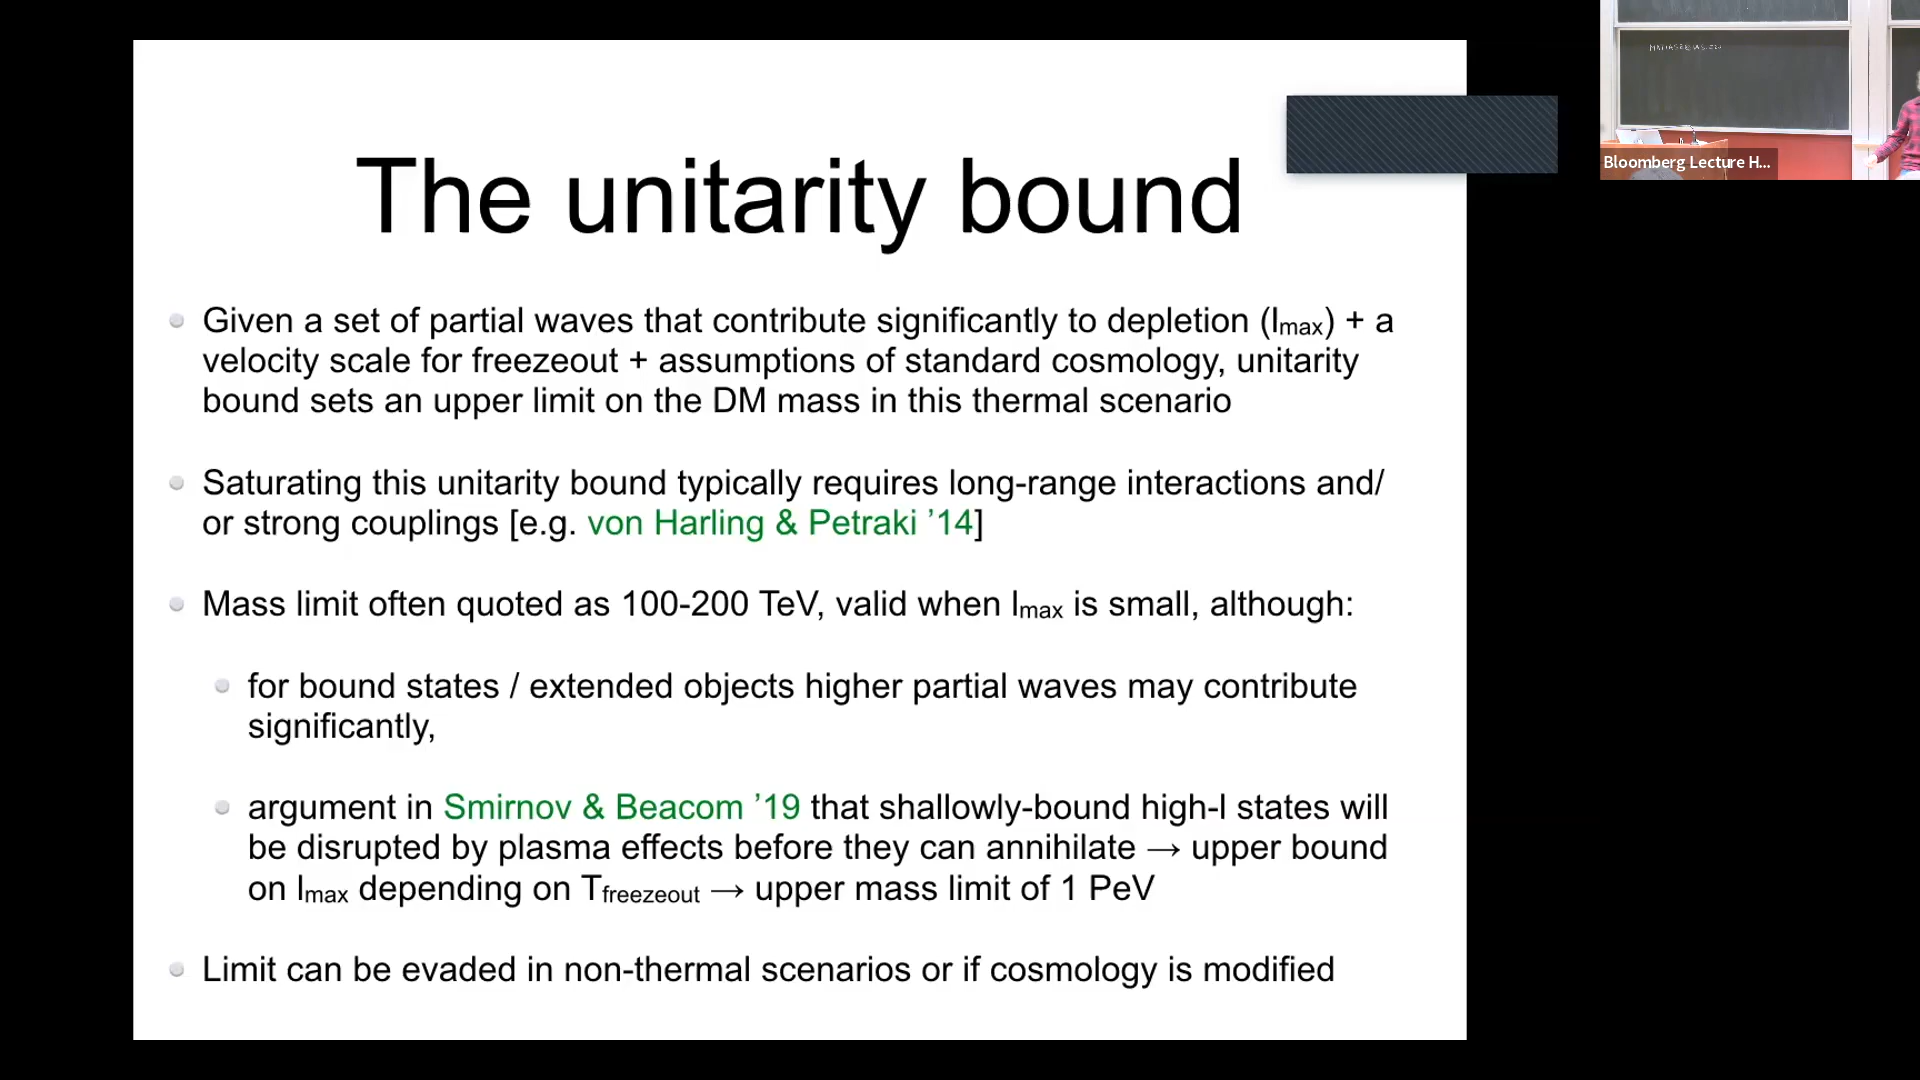 The unitarity bound
Given a set of partial waves that contribute significantly to depletion (lmax) + a
velocity scale for freezeout + assumptions of standard cosmology, unitarity
bound sets an upper limit on the DM mass in this thermal scenario
Saturating this unitarity bound typically requires long-range interactions and/
or strong couplings [e.g. von Harling & Petraki ’14]
Mass limit often quoted as 100-200 TeV, valid when lmax is small, although:
for bound states / extended objects higher partial waves may contribute
significantly,
argument in Smirnov & Beacom ’19 that shallowly-bound high-l states will
be disrupted by plasma effects before they can annihilate → upper bound
on lmax depending on Tfreezeout → upper mass limit of 1 PeV
Limit can be evaded in non-thermal scenarios or if cosmology is modified
Bloomberg Lecture H...